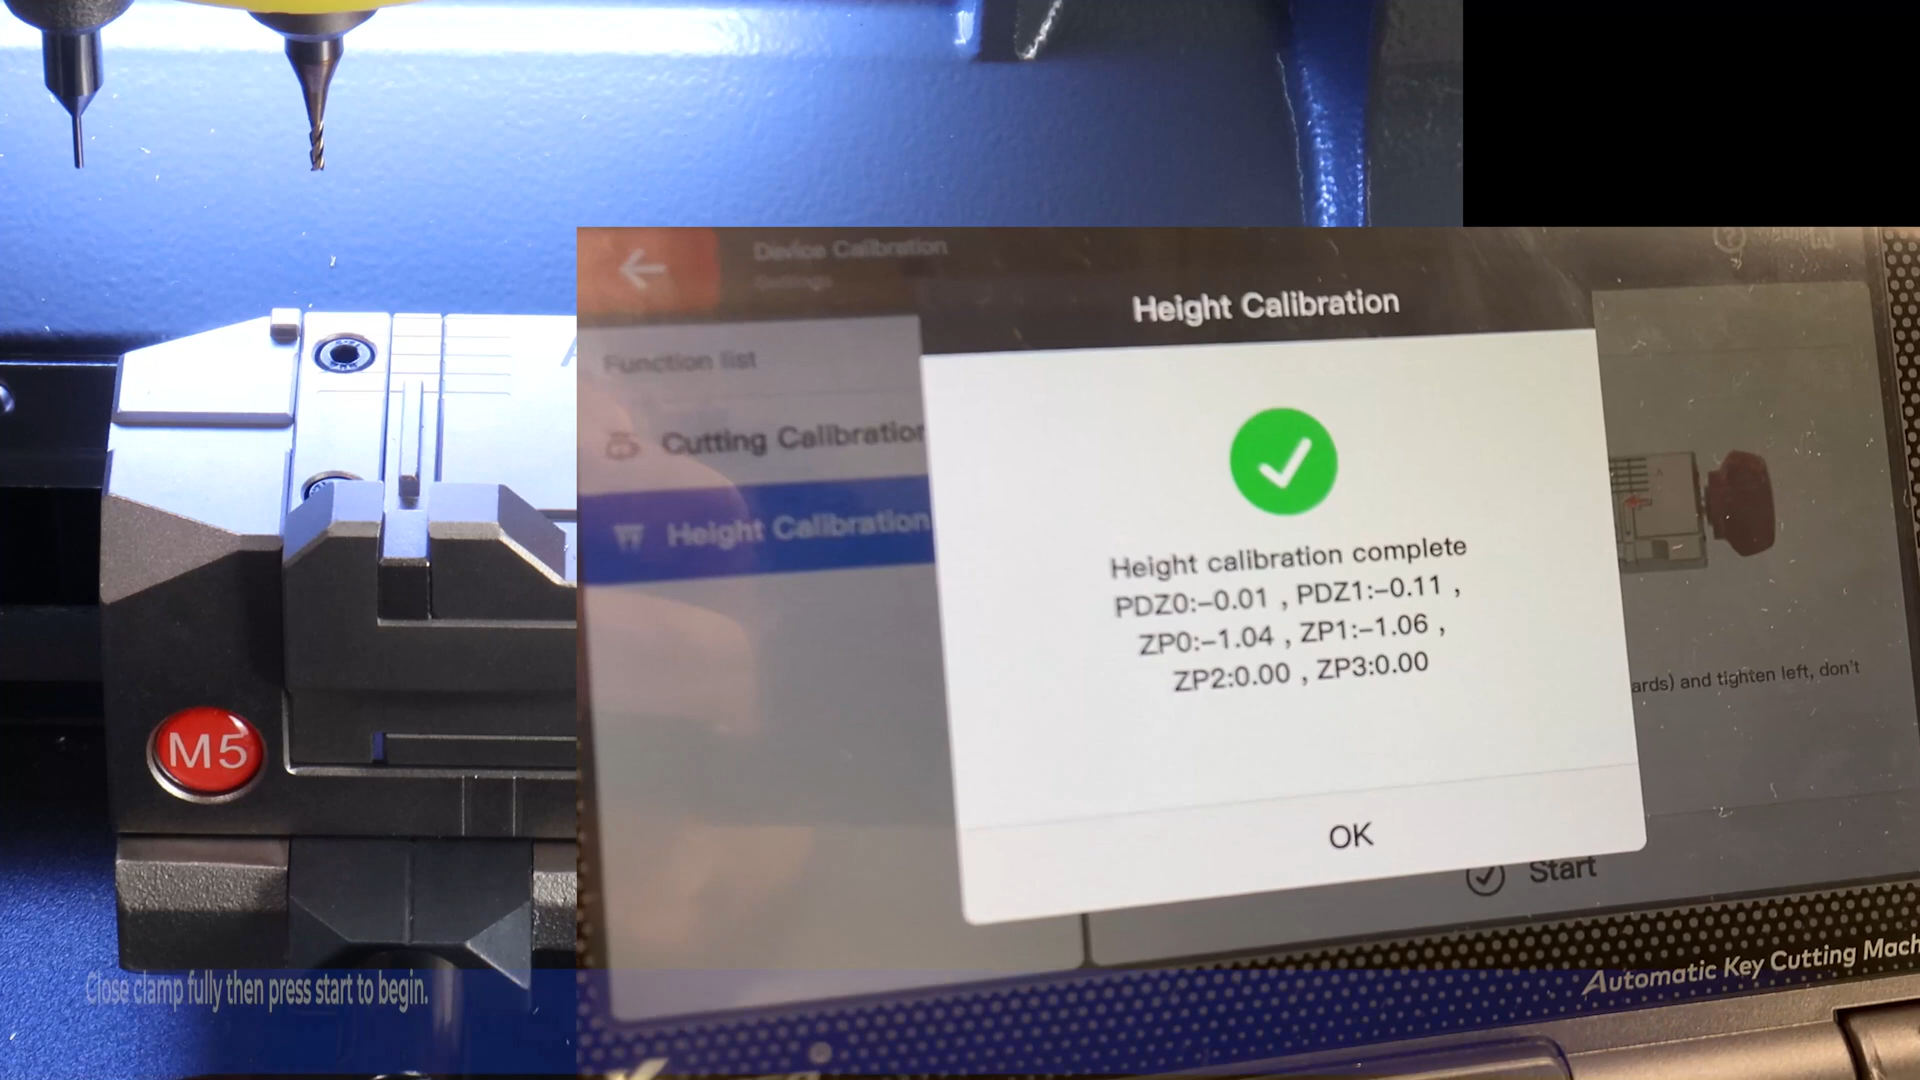 Device Calibration
Settings
Height Calibration
Function list
Cutting Calibration
Height Calibration
Height calibration complete
PDZ0:-0.01 , PDZ1:-0.11 ,
ZP0:-1.04 , ZP1:-1.06 ,
ZP2:0.00 , ZP3:0.00
ards) and tighten left, don't
OK
Start
M5
Close clamp fully then press start to begin.
Automatic Key Cutting Mach